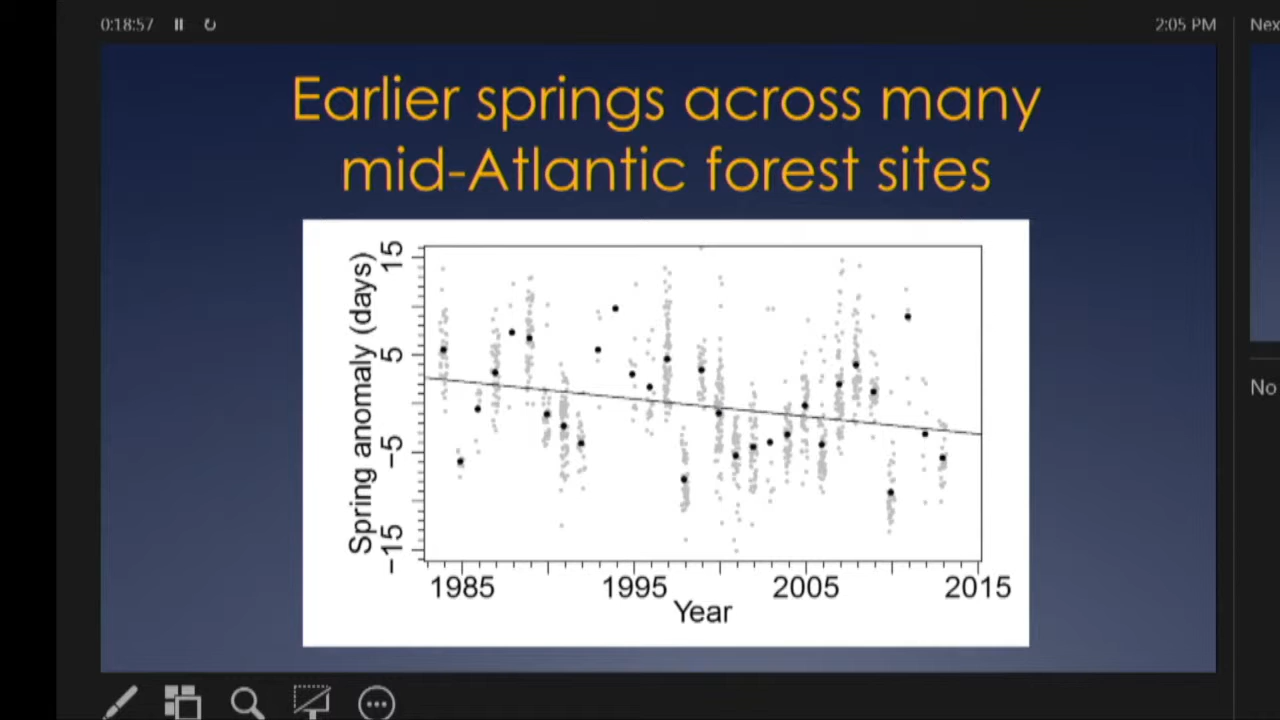 0:18:57
2:05 PM
Nex
Earlier springs across many
mid-Atlantic forest sites
Spring anomaly (days)
15
5
−5
−15
1985 1995 2005 2015
Year
No